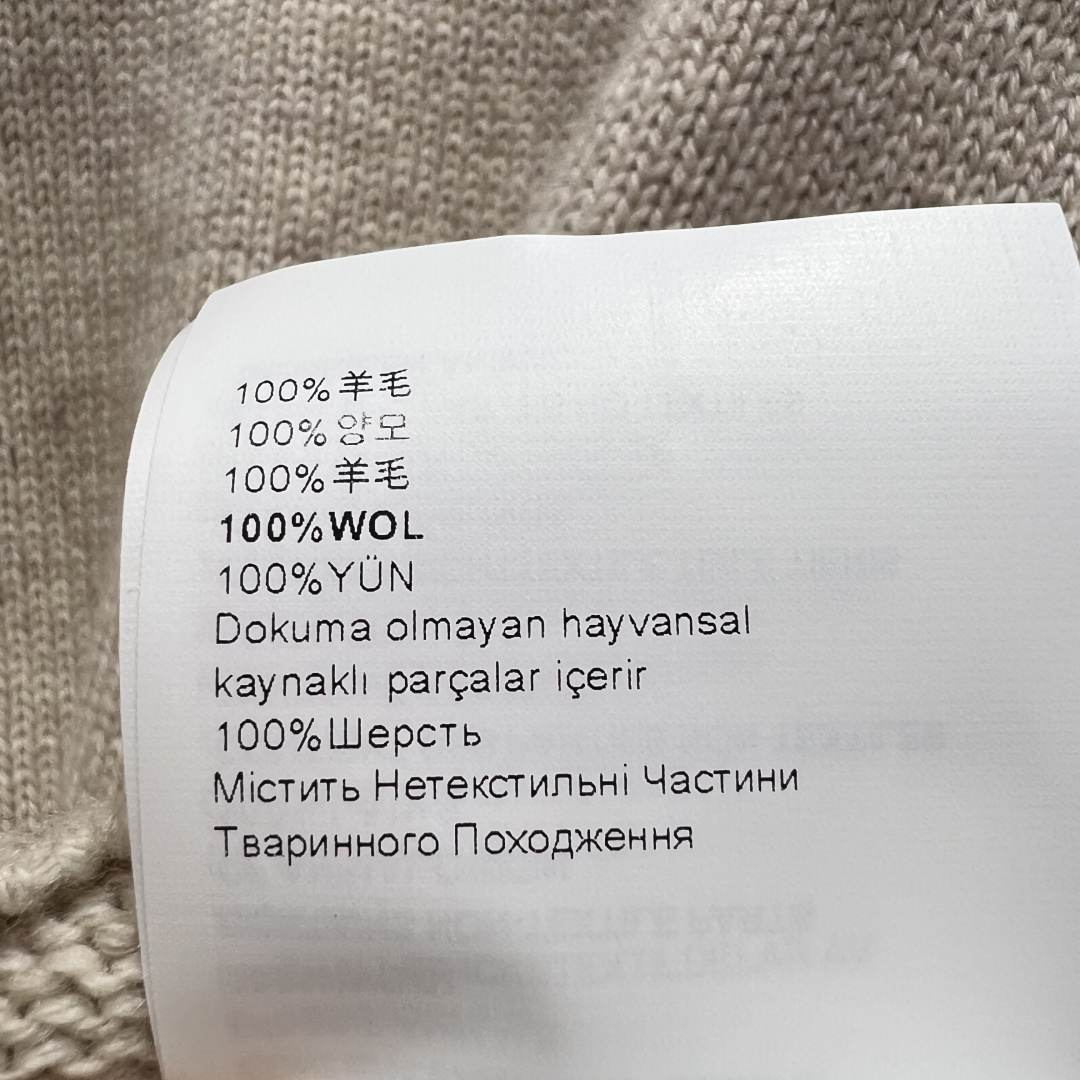 100%羊毛
100%양모
100%羊毛
100%WOL
100%YÜN
Dokuma olmayan hayvansal
kaynaklı parçalar içerir
100%Шерсть
Містить Нетекстильні Частини
Тваринного Походження